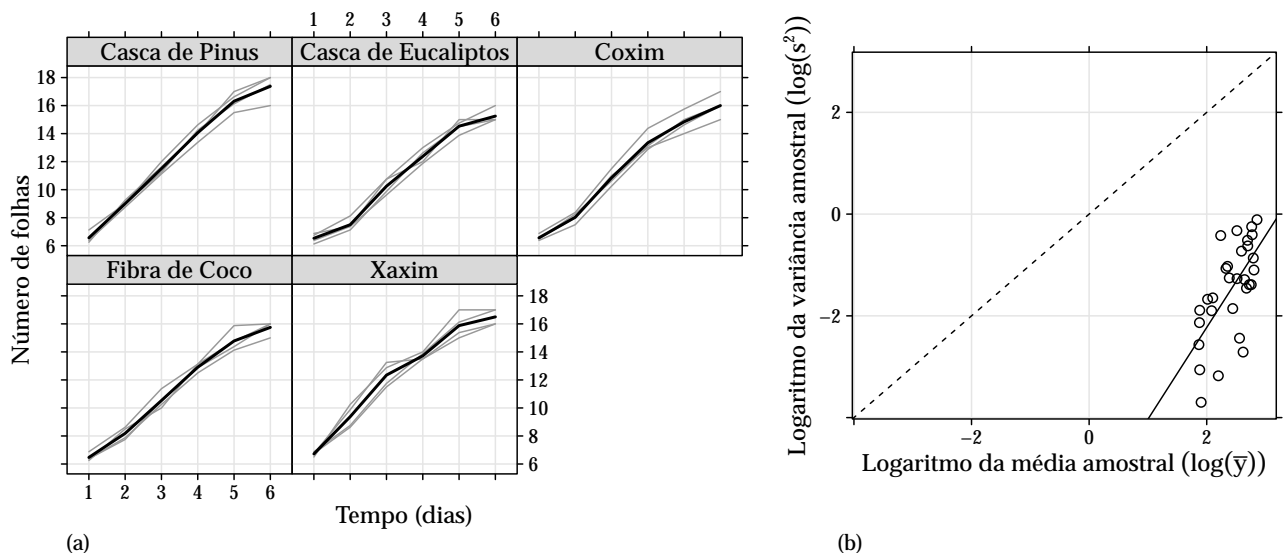 1 2 3 4 5 6
Casca de Pinus
Casca de Eucaliptos
Coxim
18
16
14
12
10
8
6
Fibra de Coco
Xaxim
18
16
14
12
10
8
6
1 2 3 4 5 6
Número de folhas
Tempo (dias)
(a)
Logaritmo da variância amostral (log(s²))
2
0
−2
−2 0 2
Logaritmo da média amostral (log(y̅))
(b)